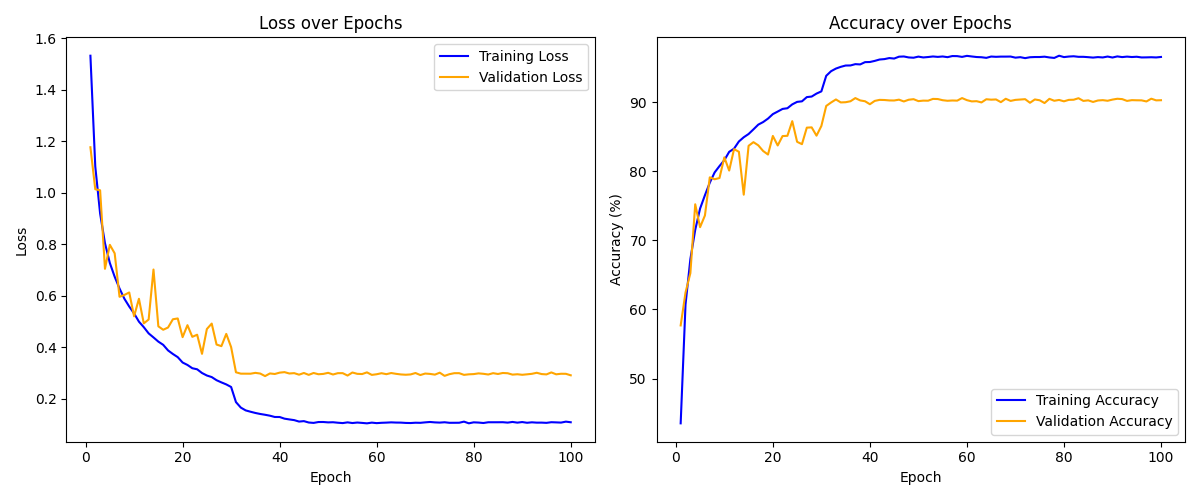 Loss over Epochs
1.6
1.4
1.2
1.0
0.8
0.6
0.4
0.2
Loss
0 20 40 60 80 100
Epoch
Training Loss
Validation Loss
Accuracy over Epochs
90
80
70
60
50
Accuracy (%)
0 20 40 60 80 100
Epoch
Training Accuracy
Validation Accuracy